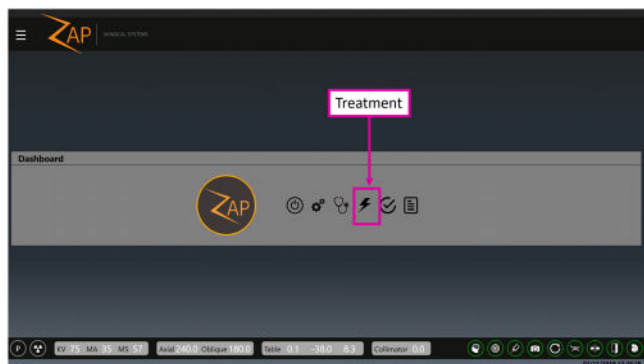 ZAP SURGICAL SYSTEMS
Treatment
Dashboard
ZAP
P KV 75 MA 35 MS 57 Axial 240.0 Oblique 180.0 Table 0.1 -38.0 8.3 Collimator 0.0